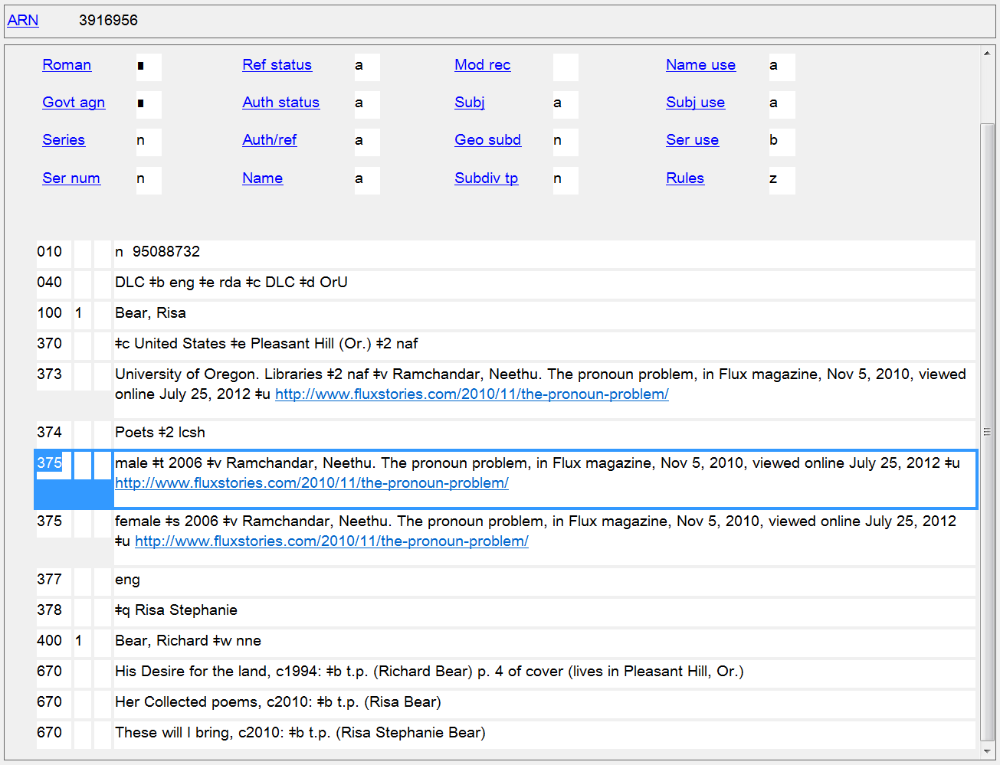 ARN 3916956
Roman ■ Ref status a Mod rec Name use a
Govt agn ■ Auth status a Subj a Subj use a
Series n Auth/ref a Geo subd n Ser use b
Ser num n Name a Subdiv tp n Rules z
010 n  95088732
040 DLC ǂb eng ǂe rda ǂc DLC ǂd OrU
100 1 Bear, Risa
370 ǂc United States ǂe Pleasant Hill (Or.) ǂ2 naf
373 University of Oregon. Libraries ǂ2 naf ǂv Ramchandar, Neethu. The pronoun problem, in Flux magazine, Nov 5, 2010, viewed
online July 25, 2012 ǂu http://www.fluxstories.com/2010/11/the-pronoun-problem/
374 Poets ǂ2 lcsh
375 male ǂt 2006 ǂv Ramchandar, Neethu. The pronoun problem, in Flux magazine, Nov 5, 2010, viewed online July 25, 2012 ǂu
http://www.fluxstories.com/2010/11/the-pronoun-problem/
375 female ǂs 2006 ǂv Ramchandar, Neethu. The pronoun problem, in Flux magazine, Nov 5, 2010, viewed online July 25, 2012
ǂu http://www.fluxstories.com/2010/11/the-pronoun-problem/
377 eng
378 ǂq Risa Stephanie
400 1 Bear, Richard ǂw nne
670 His Desire for the land, c1994: ǂb t.p. (Richard Bear) p. 4 of cover (lives in Pleasant Hill, Or.)
670 Her Collected poems, c2010: ǂb t.p. (Risa Bear)
670 These will I bring, c2010: ǂb t.p. (Risa Stephanie Bear)